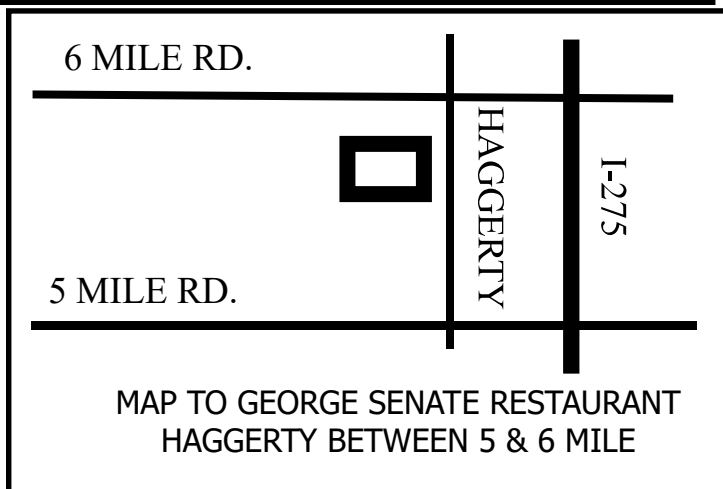 6 MILE RD.
HAGGERTY
I-275
5 MILE RD.
MAP TO GEORGE SENATE RESTAURANT
HAGGERTY BETWEEN 5 & 6 MILE